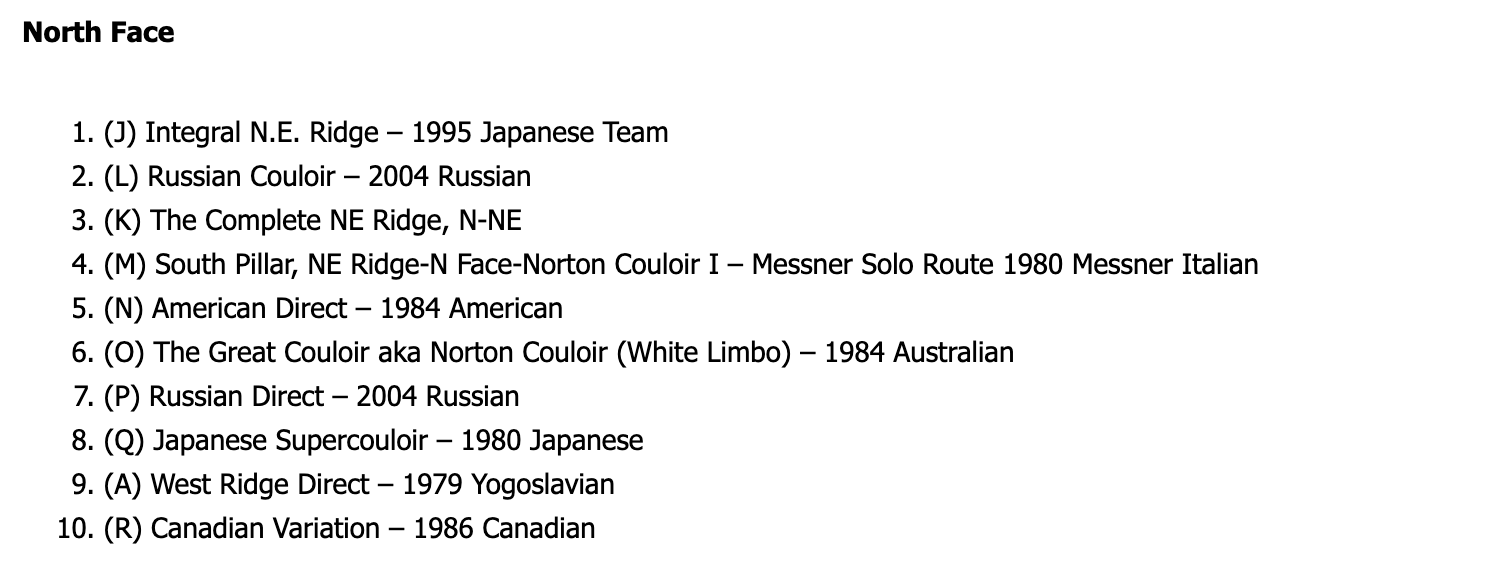 North Face
1. (J) Integral N.E. Ridge – 1995 Japanese Team
2. (L) Russian Couloir – 2004 Russian
3. (K) The Complete NE Ridge, N-NE
4. (M) South Pillar, NE Ridge-N Face-Norton Couloir I – Messner Solo Route 1980 Messner Italian
5. (N) American Direct – 1984 American
6. (O) The Great Couloir aka Norton Couloir (White Limbo) – 1984 Australian
7. (P) Russian Direct – 2004 Russian
8. (Q) Japanese Supercouloir – 1980 Japanese
9. (A) West Ridge Direct – 1979 Yogoslavian
10. (R) Canadian Variation – 1986 Canadian